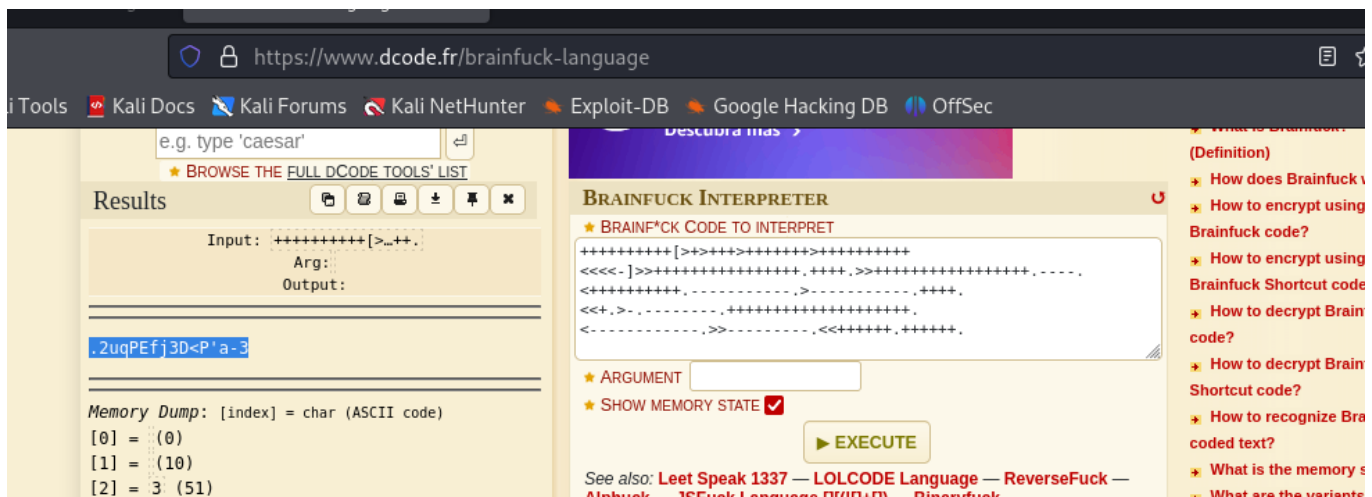 https://www.dcode.fr/brainfuck-language
i Tools Kali Docs Kali Forums Kali NetHunter Exploit-DB Google Hacking DB OffSec
e.g. type 'caesar'
BROWSE THE FULL DCODE TOOLS' LIST
Results
Input: ++++++++++[>…++.
Arg:
Output:
.2uqPEfj3D<P'a-3
Memory Dump: [index] = char (ASCII code)
[0] = (0)
[1] = (10)
[2] = 3 (51)
Descubra mais >
BRAINFUCK INTERPRETER
BRAINF*CK CODE TO INTERPRET
++++++++++[>+>+++>+++++++>++++++++++
<<<<-]>>++++++++++++++++.++++.>>+++++++++++++++++.----.
<++++++++++.-----------.>-----------.++++.
<<+.>-.--------.++++++++++++++++++++.
<------------.>>---------.<<++++++.++++++.
ARGUMENT
SHOW MEMORY STATE
EXECUTE
See also: Leet Speak 1337 — LOLCODE Language — ReverseFuck —
What is Brainfuck?
(Definition)
How does Brainfuck
How to encrypt using
Brainfuck code?
How to encrypt using
Brainfuck Shortcut code
How to decrypt Brain
code?
How to decrypt Brain
Shortcut code?
How to recognize Bra
coded text?
What is the memory s